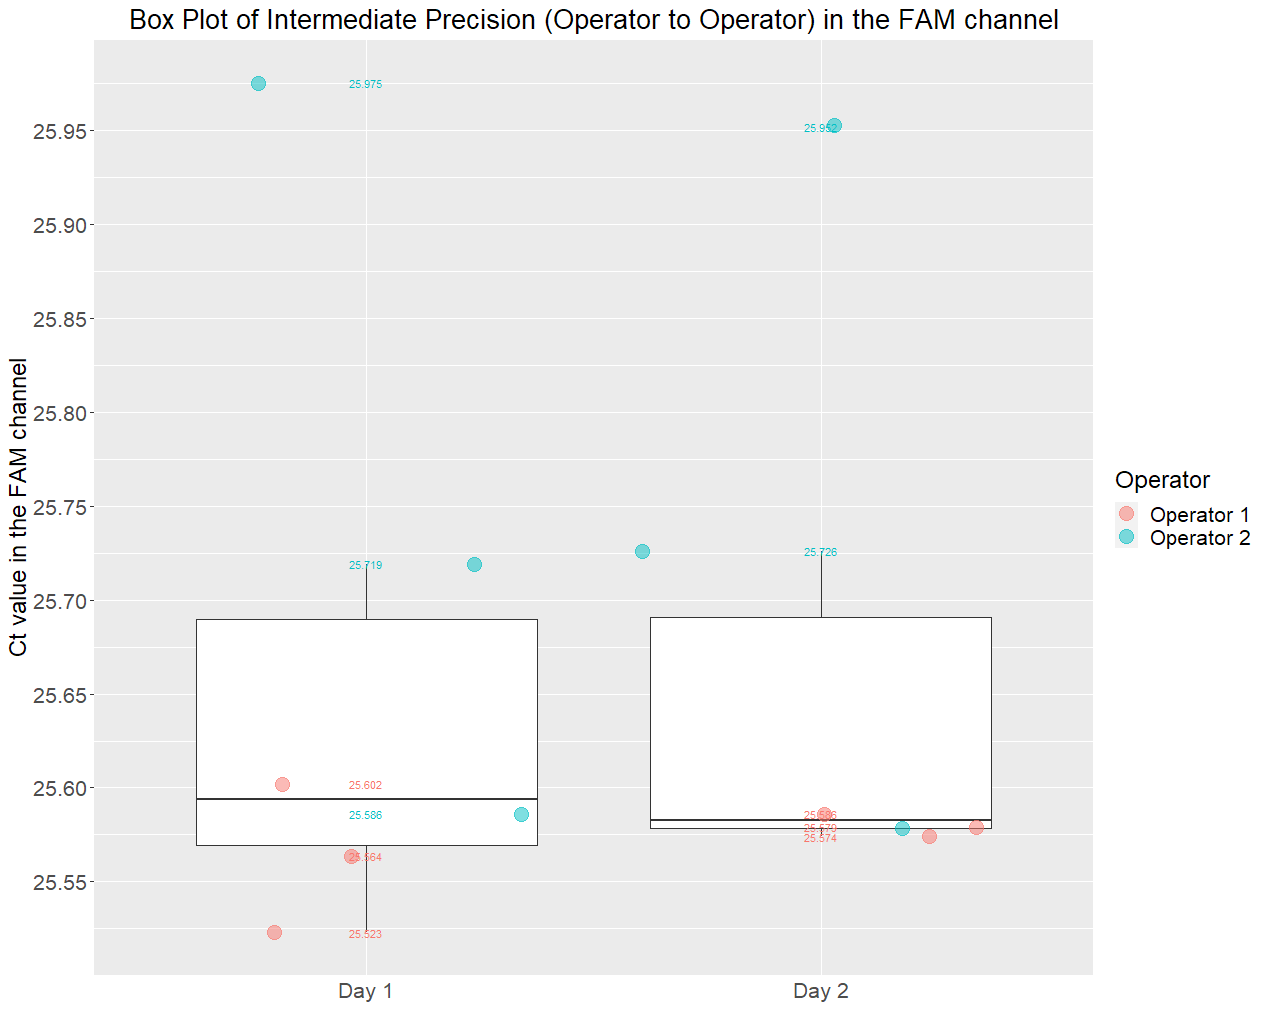 Box Plot of Intermediate Precision (Operator to Operator) in the FAM channel
Ct value in the FAM channel
25.95
25.90
25.85
25.80
25.75
25.70
25.65
25.60
25.55
25.975
25.719
25.602
25.586
25.564
25.523
25.952
25.726
25.586
25.574
Day 1
Day 2
Operator
Operator 1
Operator 2